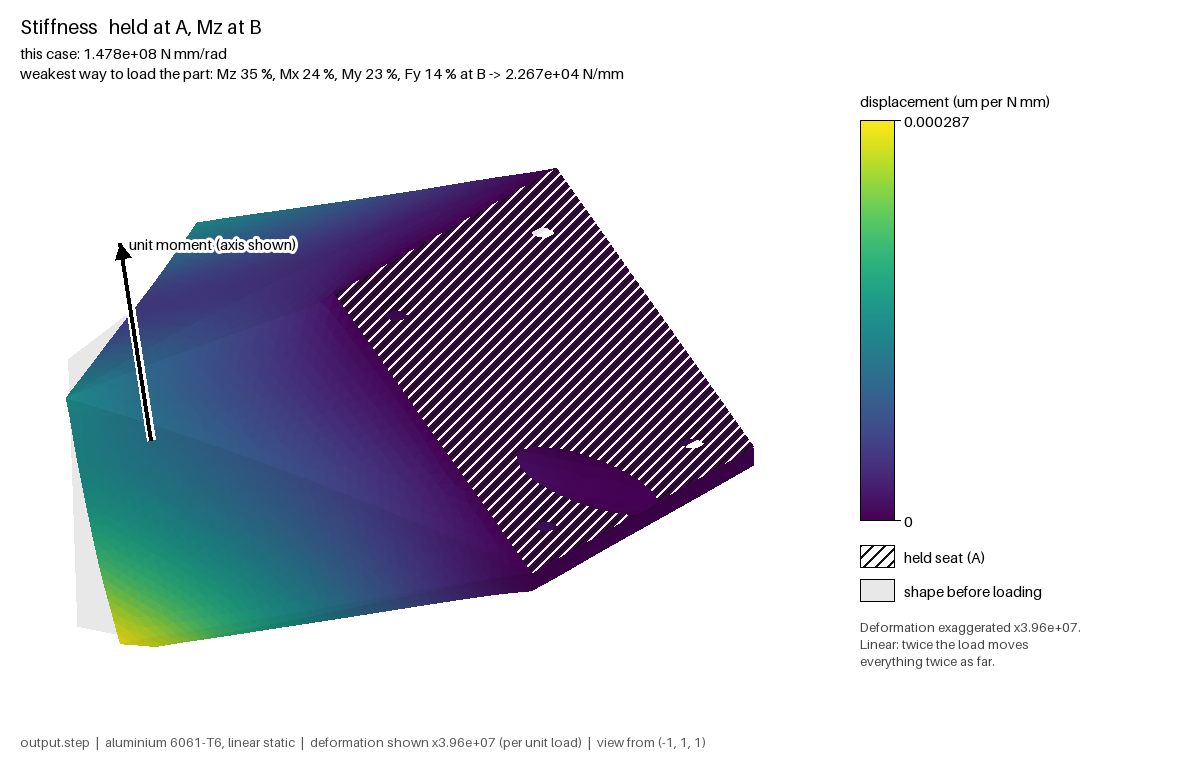 Stiffness  held at A, Mz at B
this case: 1.478e+08 N mm/rad
weakest way to load the part: Mz 35 %, Mx 24 %, My 23 %, Fy 14 % at B -> 2.267e+04 N/mm
displacement (um per N mm)
0.000287
unit moment (axis shown)
0
held seat (A)
shape before loading
Deformation exaggerated x3.96e+07.
Linear: twice the load moves
everything twice as far.
output.step | aluminium 6061-T6, linear static | deformation shown x3.96e+07 (per unit load) | view from (-1, 1, 1)